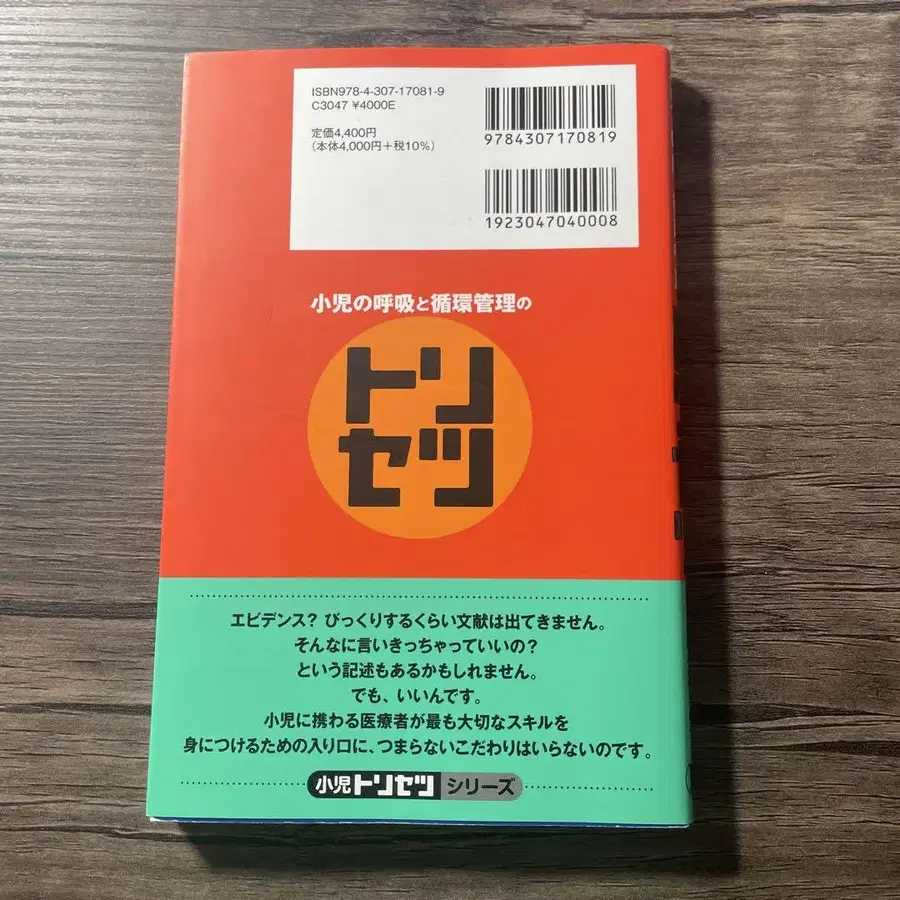 ISBN978-4-307-17081-9
C3047 ¥4000E
定価4,400円
(本体4,000円+税10%)
9784307170819
1923047040008
小児の呼吸と循環管理の
トリ
セツ
エビデンス? びっくりするくらい文献は出てきません。
そんなに言いきっちゃっていいの?
という記述もあるかもしれません。
でも、いいんです。
小児に携わる医療者が最も大切なスキルを
身につけるための入り口に、つまらないこだわりはいらないのです。
小児トリセツ シリーズ